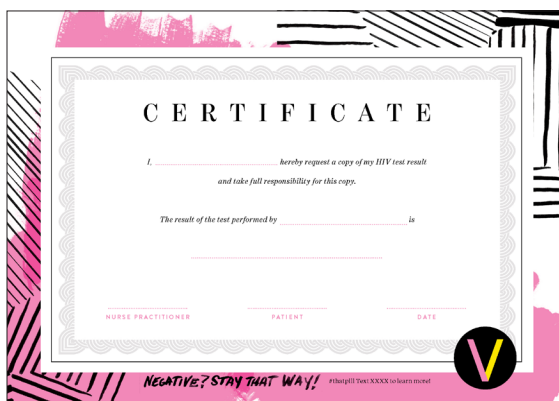 CERTIFICATE
I, hereby request a copy of my HIV test result
and take full responsibility for this copy.
The result of the test performed by is
NURSE PRACTITIONER PATIENT DATE
V
NEGATIVE? STAY THAT WAY! #thatpill Text XXXX to learn more!